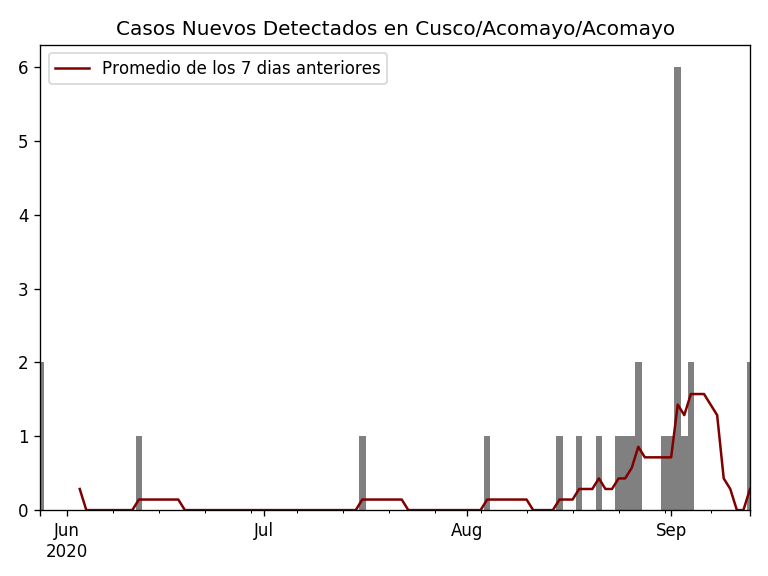 Casos Nuevos Detectados en Cusco/Acomayo/Acomayo
Promedio de los 7 dias anteriores
6
5
4
3
2
1
0
Jun Jul Aug Sep
2020